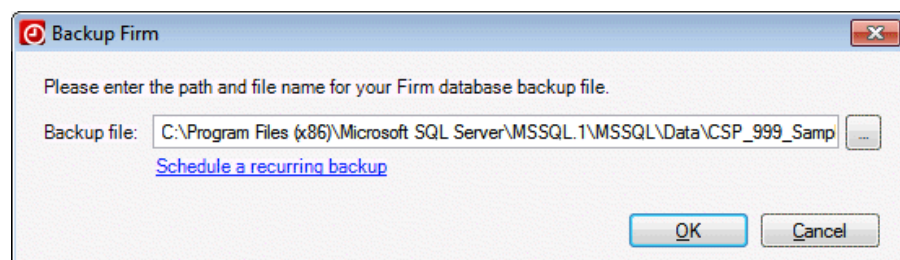 Backup Firm
Please enter the path and file name for your Firm database backup file.
Backup file: C:\Program Files (x86)\Microsoft SQL Server\MSSQL.1\MSSQL\Data\CSP_999_Samp ...
Schedule a recurring backup
OK Cancel